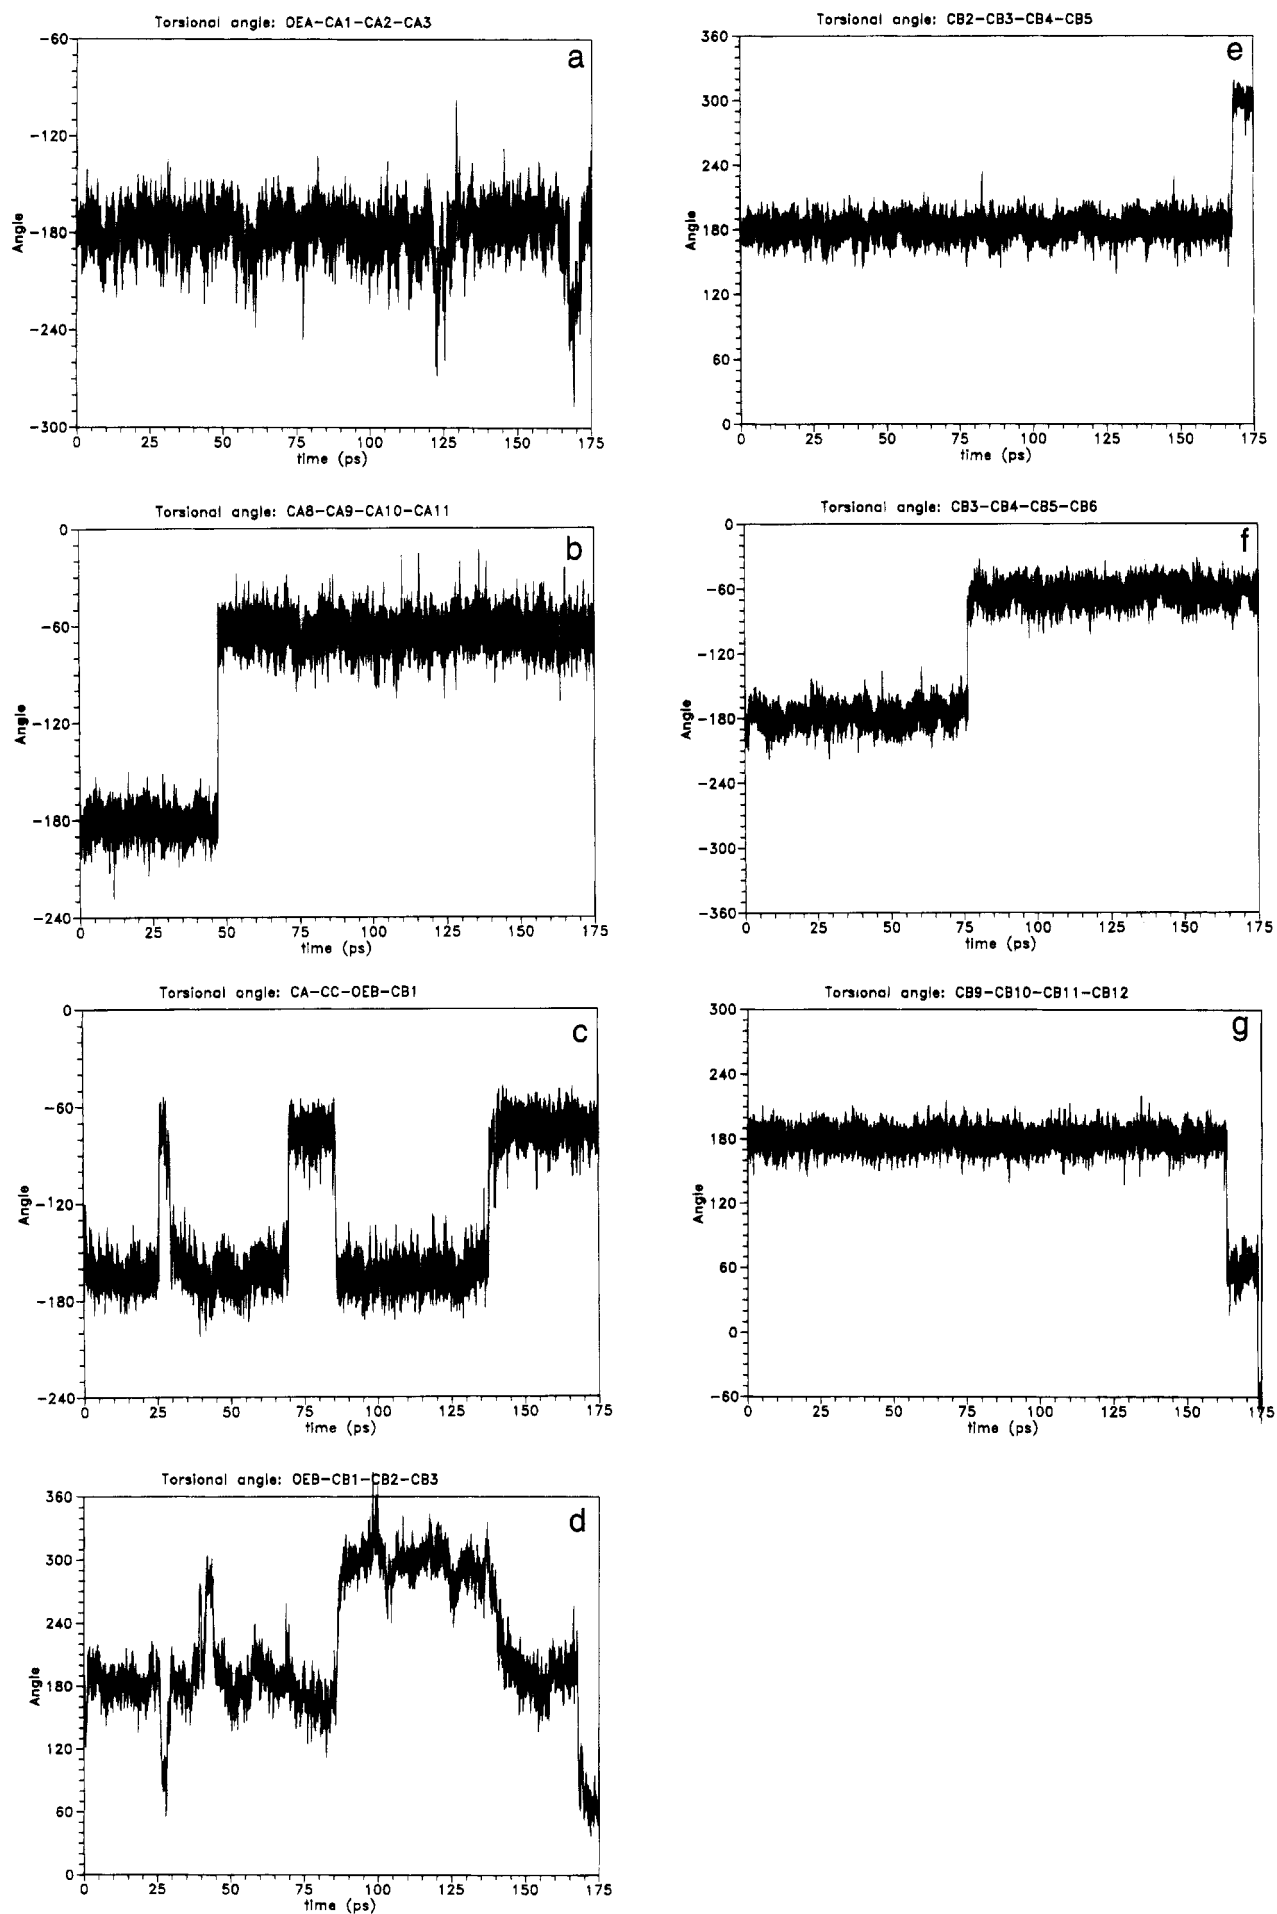 Torsional angle: OEA-CA1-CA2-CA3
a
-60
-120
-180
-240
-300
Angle
0 25 50 75 100 125 150 175
time (ps)
Torsional angle: CA8-CA9-CA10-CA11
b
0
-60
-120
-180
-240
Angle
0 25 50 75 100 125 150 175
time (ps)
Torsional angle: CA-CC-OEB-CB1
c
0
-60
-120
-180
-240
Angle
0 25 50 75 100 125 150 175
time (ps)
Torsional angle: OEB-CB1-CB2-CB3
d
360
300
240
180
120
60
0
Angle
0 25 50 75 100 125 150 175
time (ps)
Torsional angle: CB2-CB3-CB4-CB5
e
360
300
240
180
120
60
0
Angle
0 25 50 75 100 125 150 175
time (ps)
Torsional angle: CB3-CB4-CB5-CB6
f
0
-60
-120
-180
-240
-300
-360
Angle
0 25 50 75 100 125 150 175
time (ps)
Torsional angle: CB9-CB10-CB11-CB12
g
300
240
180
120
60
0
-60
Angle
0 25 50 75 100 125 150 175
time (ps)